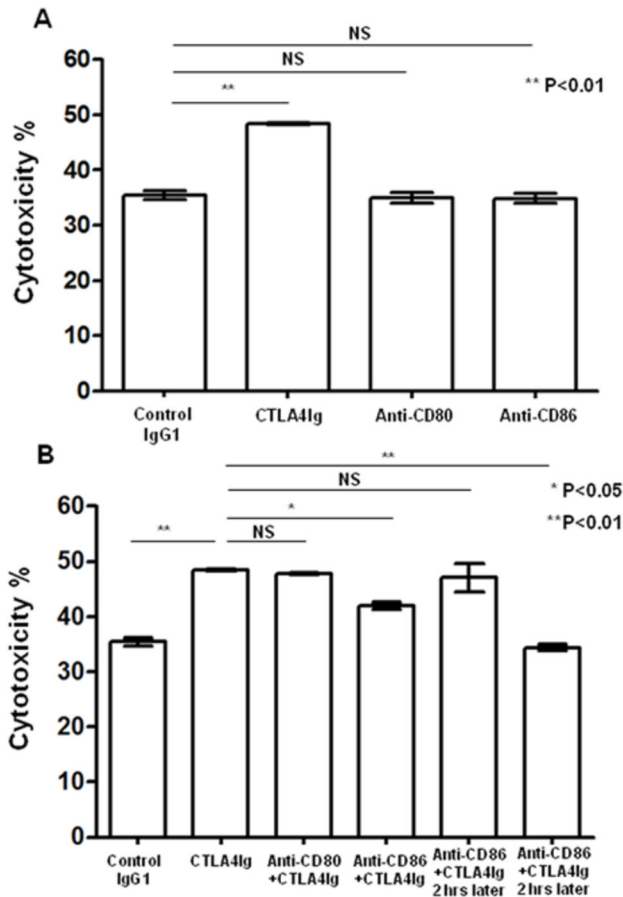 A
NS
NS
**
** P<0.01
60
50
40
30
20
10
0
Cytotoxicity %
Control
IgG1
CTLA4Ig
Anti-CD80
Anti-CD86
B
**
NS
*
NS
**
* P<0.05
**P<0.01
60
50
40
30
20
10
0
Cytotoxicity %
Control
IgG1
CTLA4Ig
Anti-CD80
+CTLA4Ig
Anti-CD86
+CTLA4Ig
Anti-CD86
+CTLA4Ig
2 hrs later
Anti-CD86
+CTLA4Ig
2 hrs later